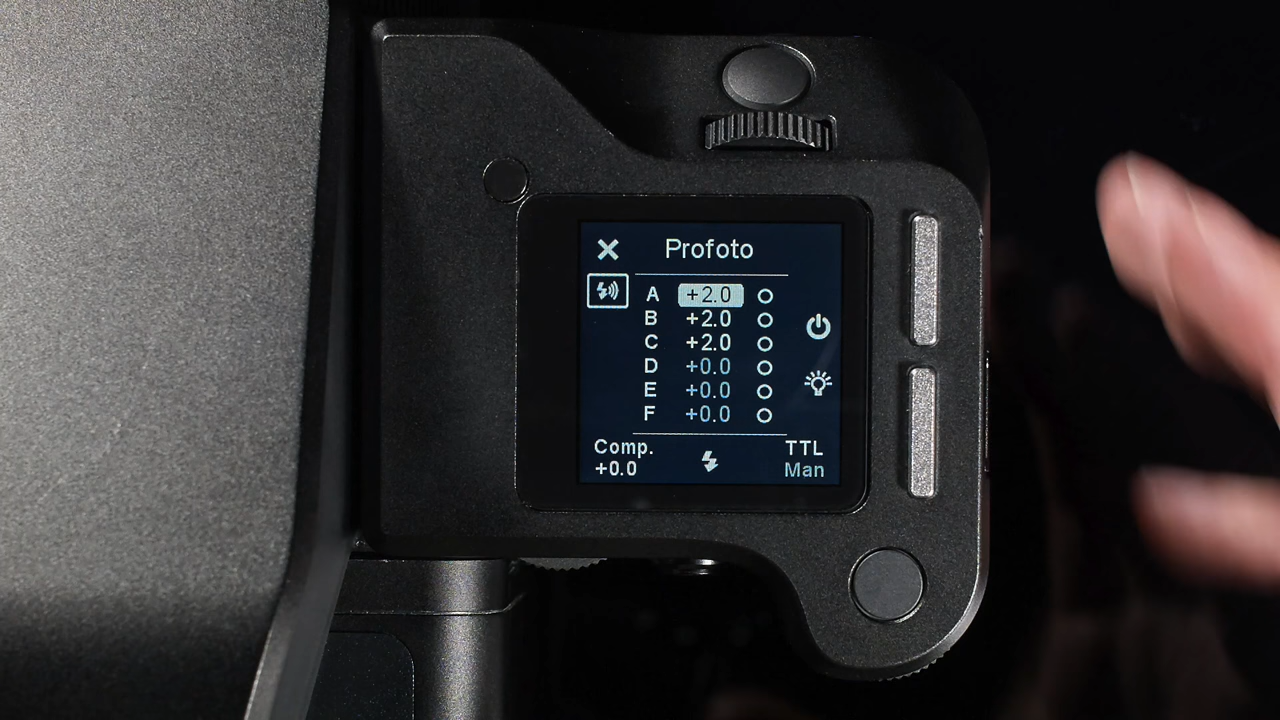 Profoto
A +2.0
B +2.0
C +2.0
D +0.0
E +0.0
F +0.0
Comp. TTL
+0.0 Man